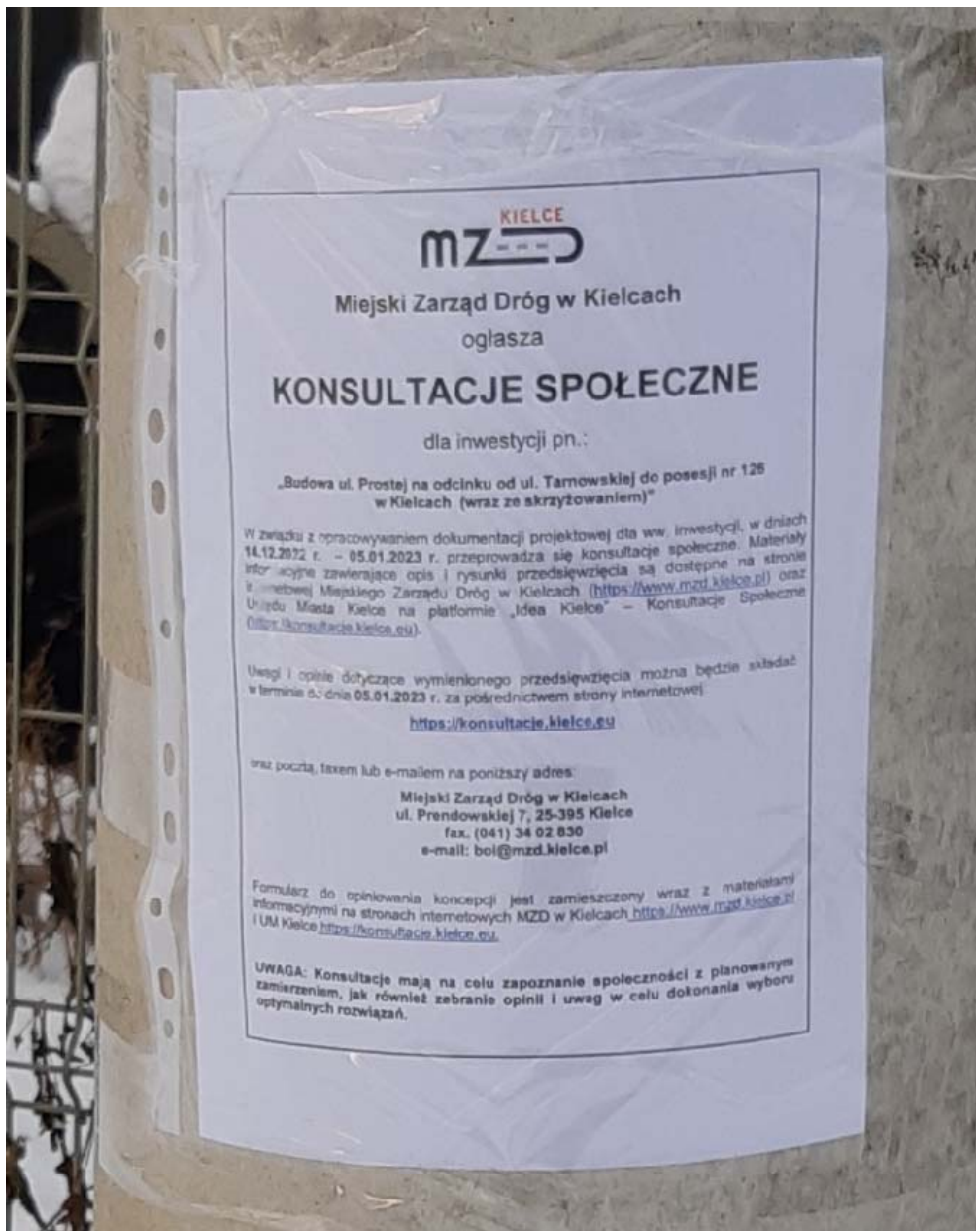 KIELCE
MZD
Miejski Zarząd Dróg w Kielcach
ogłasza
KONSULTACJE SPOŁECZNE
dla inwestycji pn.:
„Budowa ul. Prostej na odcinku od ul. Tarnowskiej do posesji nr 126
w Kielcach (wraz ze skrzyżowaniem)”
W związku z opracowywaniem dokumentacji projektowej dla ww. inwestycji, w dniach
14.12.2022 r. – 05.01.2023 r. przeprowadza się konsultacje społeczne. Materiały
zawierające opis i rysunki przedsięwzięcia są dostępne na stronie
Miejskiego Zarządu Dróg w Kielcach (https://www.mzd.kielce.pl) oraz
Urzędu Miasta Kielce na platformie „Idea Kielce” – Konsultacje Społeczne
(https://konsultacje.kielce.eu).
Uwagi i opinie dotyczące wymienionego przedsięwzięcia można będzie składać
w terminie do dnia 05.01.2023 r. za pośrednictwem strony internetowej:
https://konsultacje.kielce.eu
oraz pocztą, faxem lub e-mailem na poniższy adres:
Miejski Zarząd Dróg w Kielcach
ul. Prendowskiej 7, 25-395 Kielce
fax. (041) 34 02 830
e-mail: boi@mzd.kielce.pl
Formularz do opiniowania koncepcji jest zamieszczony wraz z materiałami
informacyjnymi na stronach internetowych MZD w Kielcach https://www.mzd.kielce.pl
i UM Kielce https://konsultacje.kielce.eu.
UWAGA: Konsultacje mają na celu zapoznanie społeczności z planowanym
zamierzeniem, jak również zebranie opinii i uwag w celu dokonania wyboru
optymalnych rozwiązań.